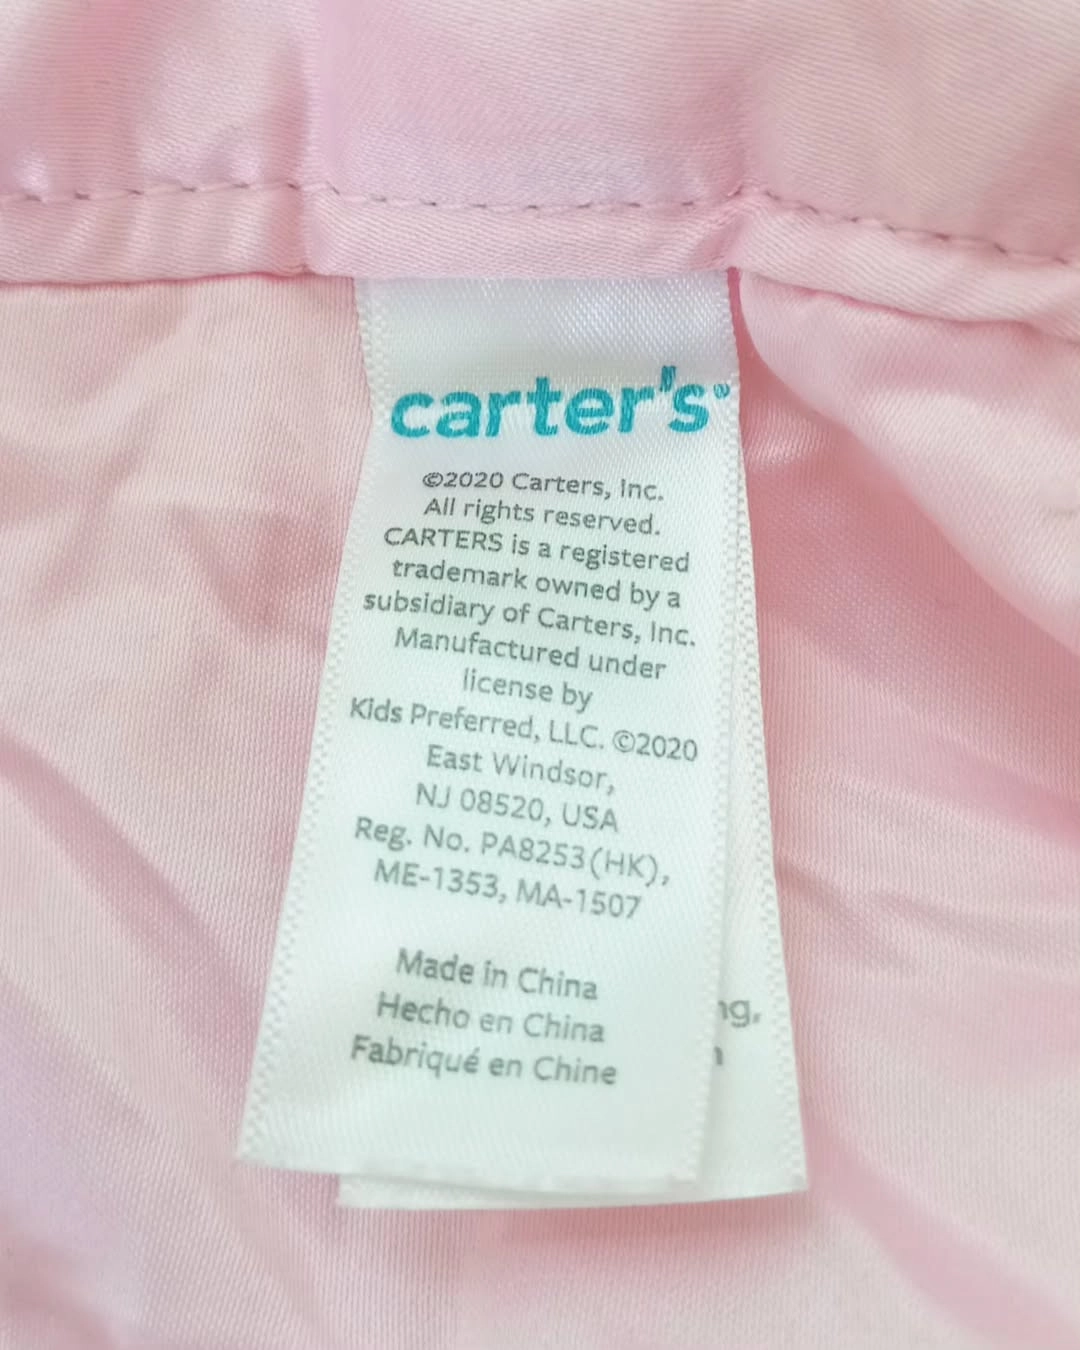 carter's®
©2020 Carters, Inc.
All rights reserved.
CARTERS is a registered
trademark owned by a
subsidiary of Carters, Inc.
Manufactured under
license by
Kids Preferred, LLC. ©2020
East Windsor,
NJ 08520, USA
Reg. No. PA8253(HK),
ME-1353, MA-1507
Made in China
Hecho en China
Fabriqué en Chine